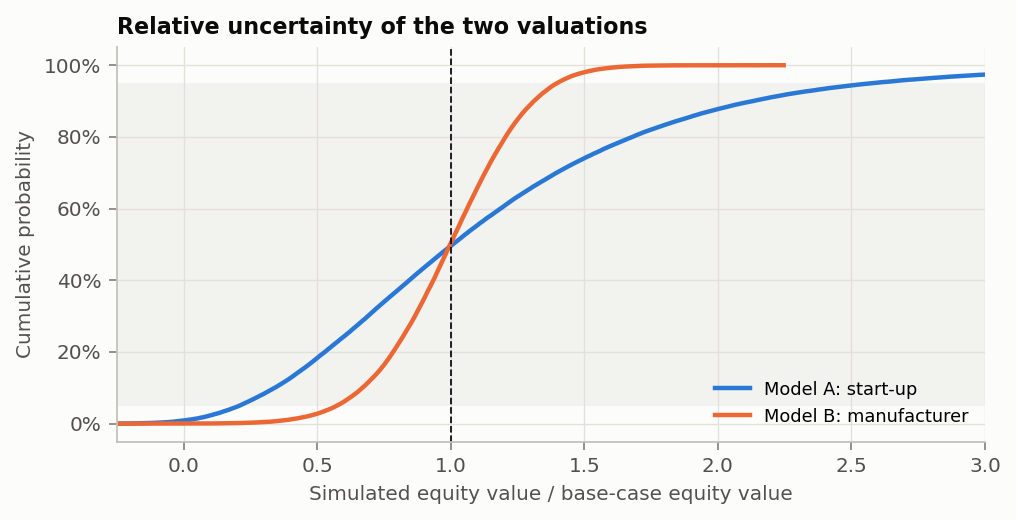 Relative uncertainty of the two valuations
100%
80%
60%
40%
20%
0%
Cumulative probability
Model A: start-up
Model B: manufacturer
0.0 0.5 1.0 1.5 2.0 2.5 3.0
Simulated equity value / base-case equity value